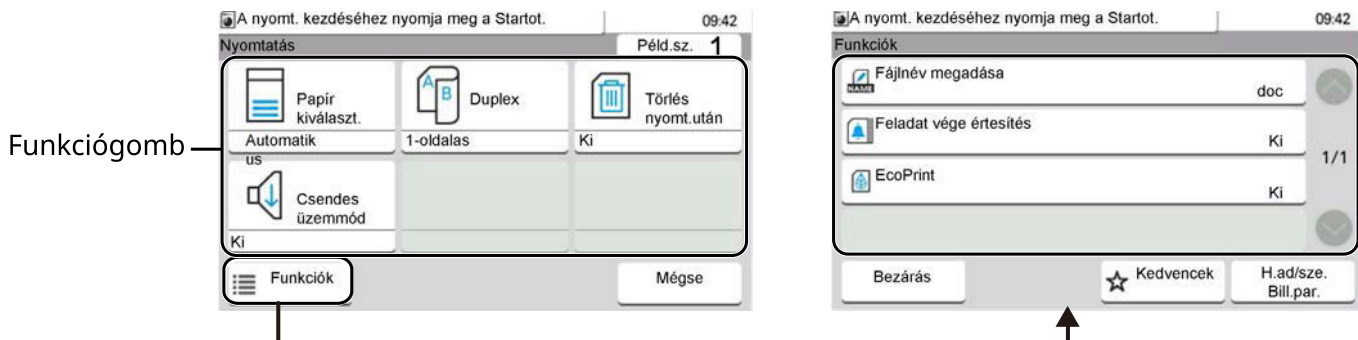 A nyomt. kezdéséhez nyomja meg a Startot.
09:42
Nyomtatás
Péld.sz. 1
Papír
kiválaszt.
Automatik
us
A
B
Duplex
1-oldalas
Törlés
nyomt.után
Ki
Funkciógomb
Csendes
üzemmód
Ki
Funkciók
Mégse
A nyomt. kezdéséhez nyomja meg a Startot.
09:42
Funkciók
NAME
Fájlnév megadása
doc
Feladat vége értesítés
Ki
1/1
EcoPrint
Ki
Bezárás
Kedvencek
H.ad/sze.
Bill.par.